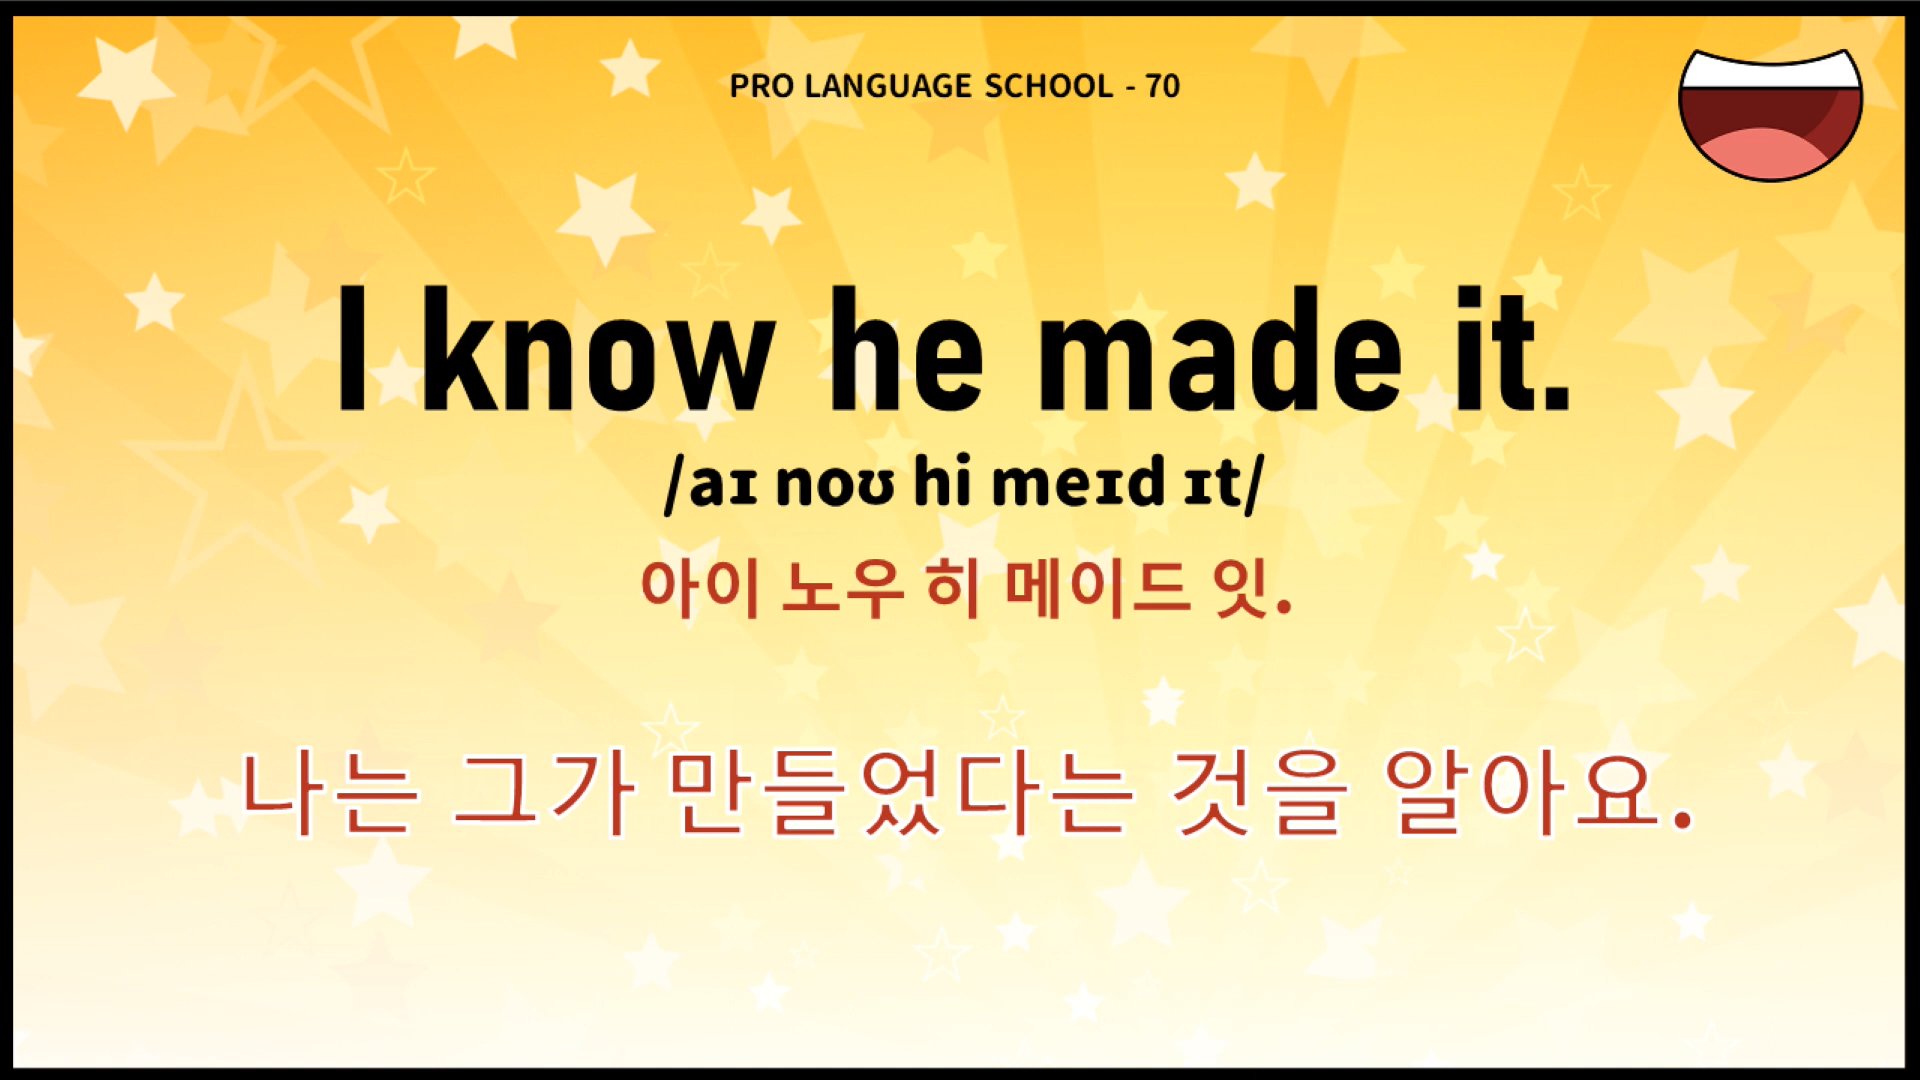 PRO LANGUAGE SCHOOL - 70
I know he made it.
/aɪ noʊ hi meɪd ɪt/
아이 노우 히 메이드 잇.
나는 그가 만들었다는 것을 알아요.